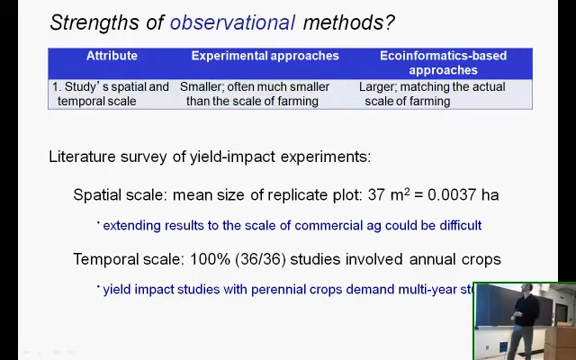 Strengths of observational methods?
Attribute Experimental approaches Ecoinformatics-based approaches
1. Study's spatial and temporal scale Smaller; often much smaller than the scale of farming Larger; matching the actual scale of farming
Literature survey of yield-impact experiments:
Spatial scale: mean size of replicate plot: 37 m² = 0.0037 ha
• extending results to the scale of commercial ag could be difficult
Temporal scale: 100% (36/36) studies involved annual crops
• yield impact studies with perennial crops demand multi-year